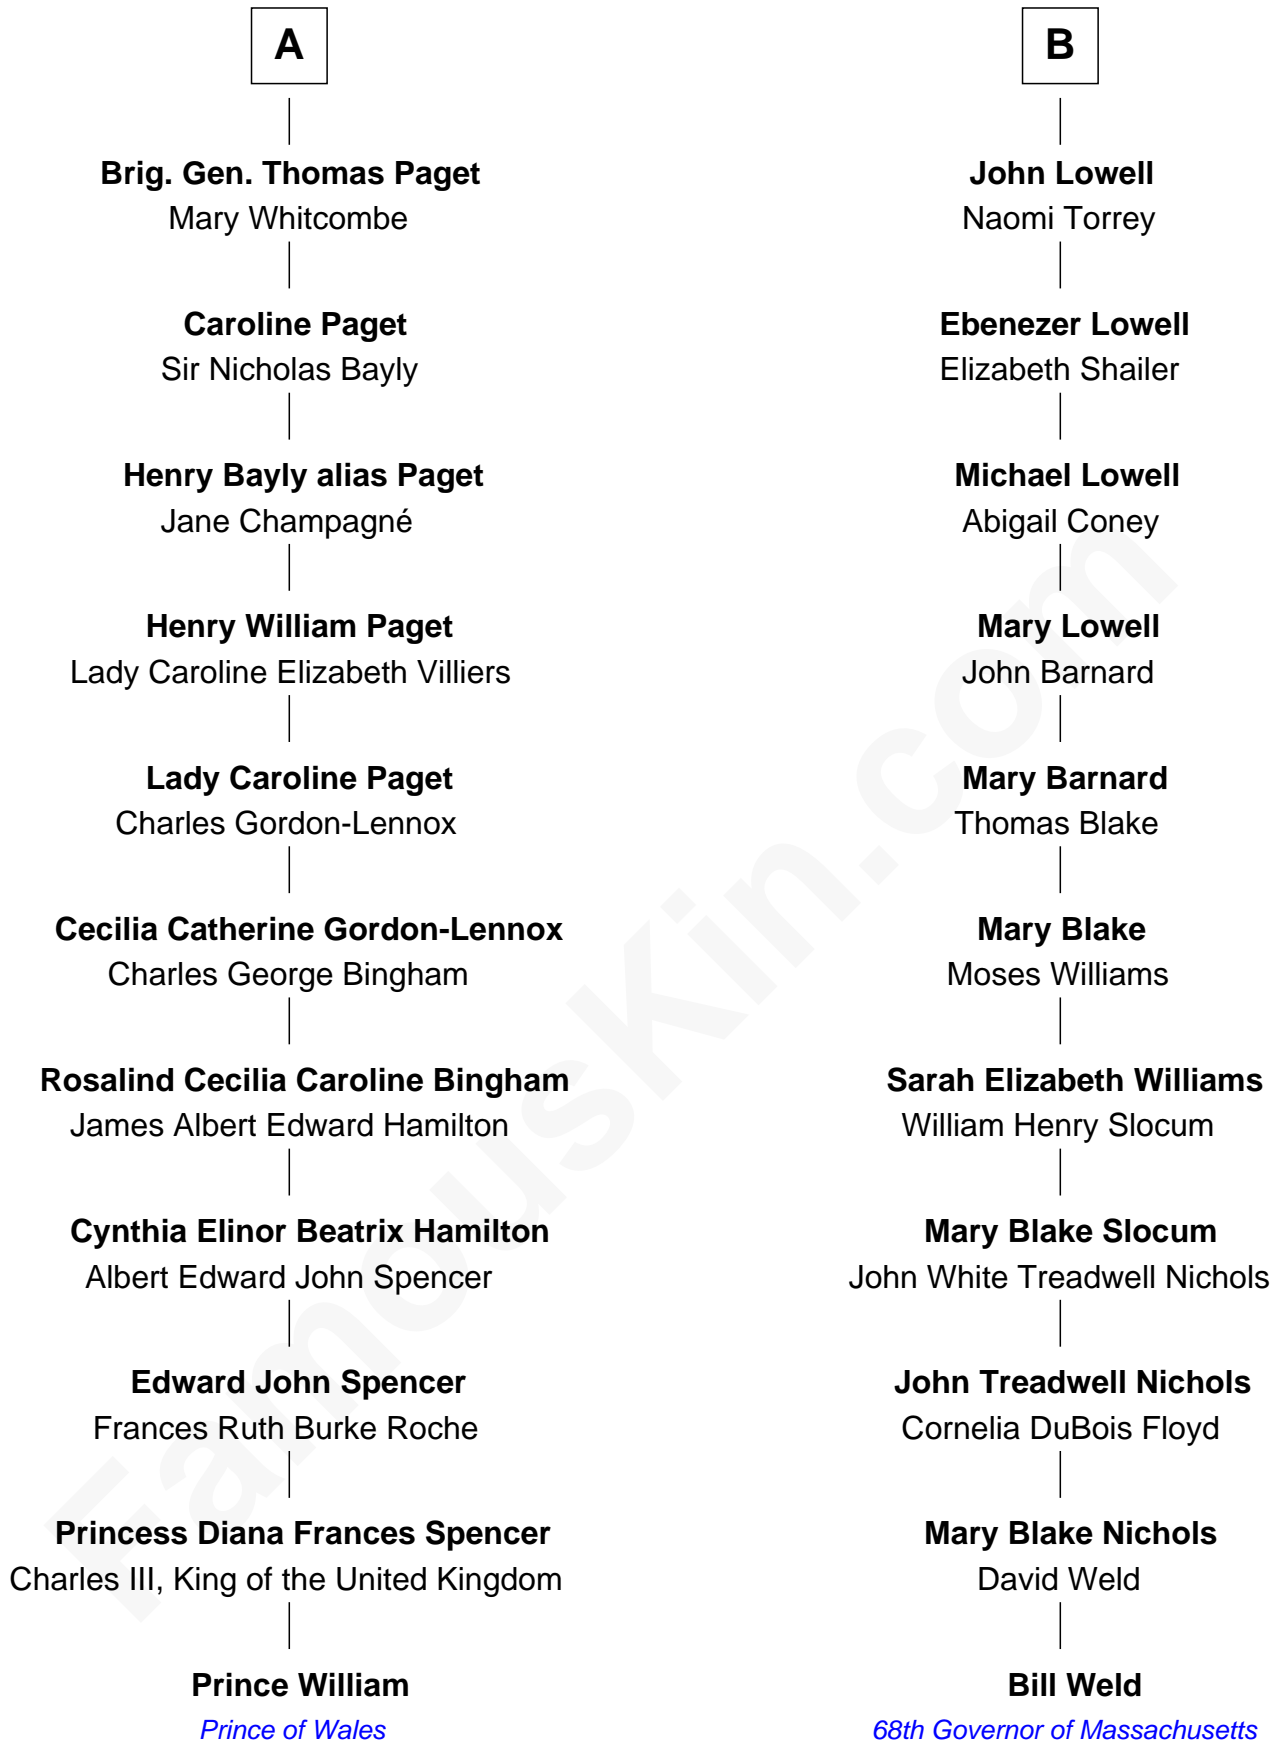 A
Brig. Gen. Thomas Paget
Mary Whitcombe
Caroline Paget
Sir Nicholas Bayly
Henry Bayly alias Paget
Jane Champagné
Henry William Paget
Lady Caroline Elizabeth Villiers
Lady Caroline Paget
Charles Gordon-Lennox
Cecilia Catherine Gordon-Lennox
Charles George Bingham
Rosalind Cecilia Caroline Bingham
James Albert Edward Hamilton
Cynthia Elinor Beatrix Hamilton
Albert Edward John Spencer
Edward John Spencer
Frances Ruth Burke Roche
Princess Diana Frances Spencer
Charles III, King of the United Kingdom
Prince William
Prince of Wales
B
John Lowell
Naomi Torrey
Ebenezer Lowell
Elizabeth Shailer
Michael Lowell
Abigail Coney
Mary Lowell
John Barnard
Mary Barnard
Thomas Blake
Mary Blake
Moses Williams
Sarah Elizabeth Williams
William Henry Slocum
Mary Blake Slocum
John White Treadwell Nichols
John Treadwell Nichols
Cornelia DuBois Floyd
Mary Blake Nichols
David Weld
Bill Weld
68th Governor of Massachusetts
FamousKin.com